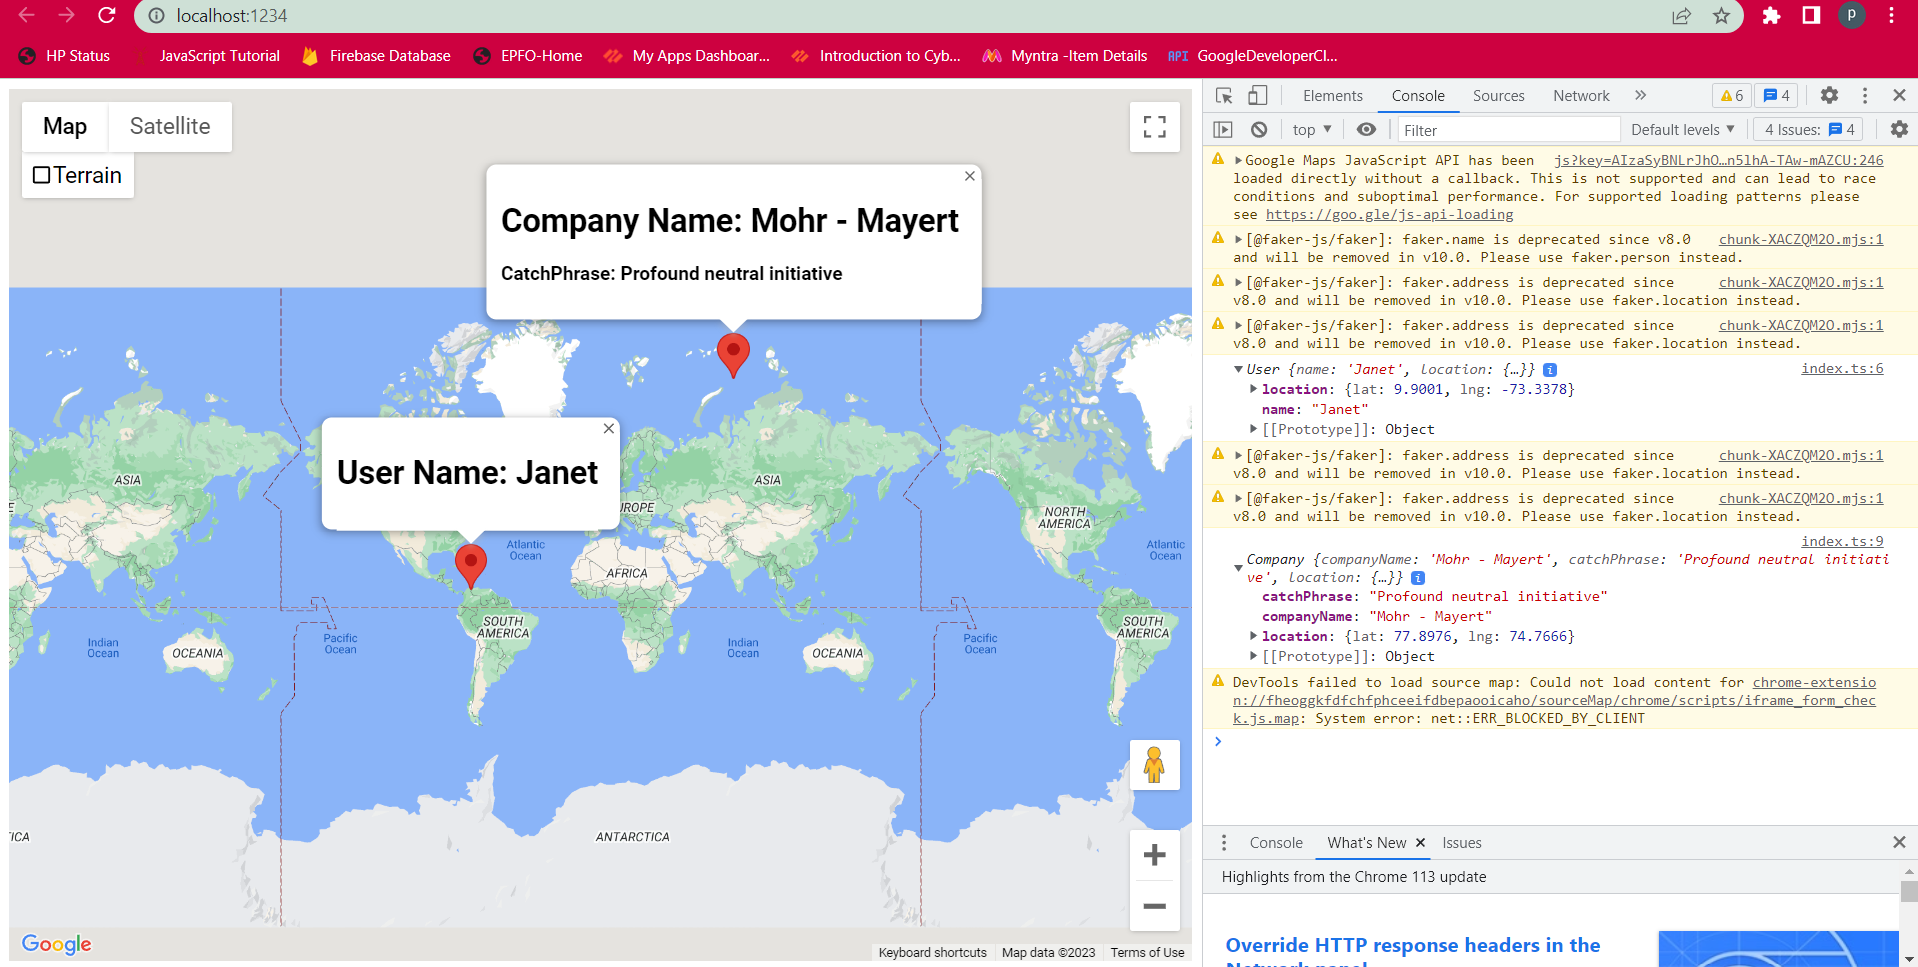 localhost:1234
p
HP Status
JavaScript Tutorial
Firebase Database
EPFO-Home
My Apps Dashboar...
Introduction to Cyb...
Myntra -Item Details
API GoogleDeveloperCl...
Map
Satellite
Terrain
Company Name: Mohr - Mayert
CatchPhrase: Profound neutral initiative
User Name: Janet
ASIA
ASIA
NORTH
AMERICA
AFRICA
Atlantic
Ocean
Atlantic
Ocean
SOUTH
AMERICA
SOUTH
AMERICA
Indian
Ocean
OCEANIA
Pacific
Ocean
Indian
Ocean
OCEANIA
Pacific
Ocean
ANTARCTICA
Google
Keyboard shortcuts
Map data ©2023
Terms of Use
Elements
Console
Sources
Network
6
4
top
Filter
Default levels
4 Issues: 4
Google Maps JavaScript API has been js?key=AIzaSyBNLrJhO…n5lhA-TAw-mAZCU:246
loaded directly without a callback. This is not supported and can lead to race
conditions and suboptimal performance. For supported loading patterns please
see https://goo.gle/js-api-loading
[@faker-js/faker]: faker.name is deprecated since v8.0 chunk-XACZQM2O.mjs:1
and will be removed in v10.0. Please use faker.person instead.
[@faker-js/faker]: faker.address is deprecated since chunk-XACZQM2O.mjs:1
v8.0 and will be removed in v10.0. Please use faker.location instead.
[@faker-js/faker]: faker.address is deprecated since chunk-XACZQM2O.mjs:1
v8.0 and will be removed in v10.0. Please use faker.location instead.
User {name: 'Janet', location: {…}} i index.ts:6
location: {lat: 9.9001, lng: -73.3378}
name: "Janet"
[[Prototype]]: Object
[@faker-js/faker]: faker.address is deprecated since chunk-XACZQM2O.mjs:1
v8.0 and will be removed in v10.0. Please use faker.location instead.
[@faker-js/faker]: faker.address is deprecated since chunk-XACZQM2O.mjs:1
v8.0 and will be removed in v10.0. Please use faker.location instead.
index.ts:9
Company {companyName: 'Mohr - Mayert', catchPhrase: 'Profound neutral initiati
ve', location: {…}} i
catchPhrase: "Profound neutral initiative"
companyName: "Mohr - Mayert"
location: {lat: 77.8976, lng: 74.7666}
[[Prototype]]: Object
DevTools failed to load source map: Could not load content for chrome-extensio
n://fheoggkfdfchfphceeifdbepaooicaho/sourceMap/chrome/scripts/iframe_form_chec
k.js.map: System error: net::ERR_BLOCKED_BY_CLIENT
Console
What's New
Issues
Highlights from the Chrome 113 update
Override HTTP response headers in the
Network panel